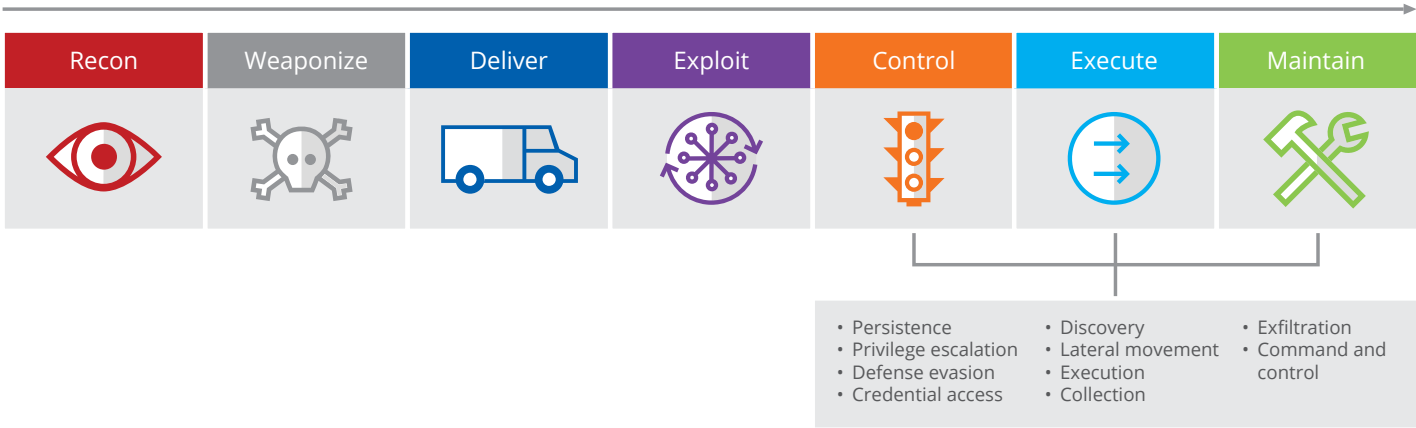 Recon
Weaponize
Deliver
Exploit
Control
Execute
Maintain
• Persistence
• Privilege escalation
• Defense evasion
• Credential access
• Discovery
• Lateral movement
• Execution
• Collection
• Exfiltration
• Command and
control